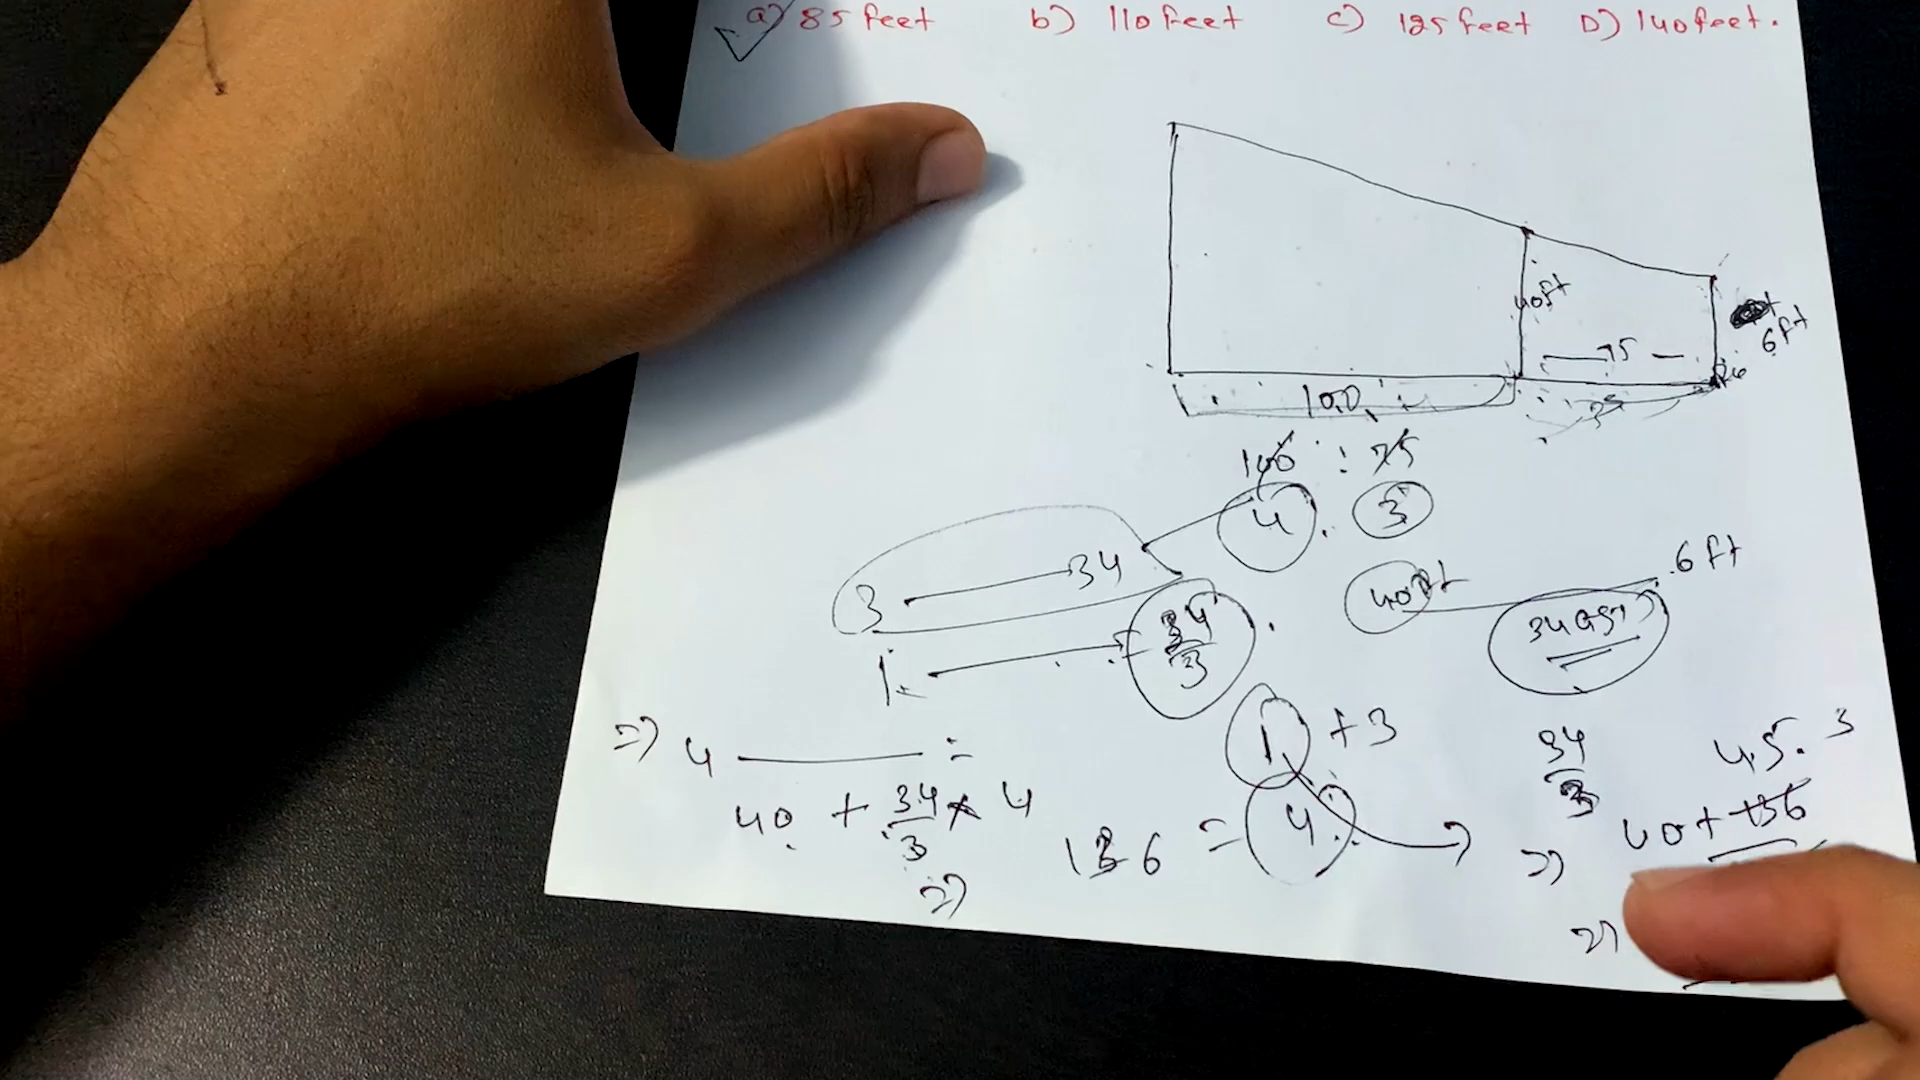 a) 85 feet b) 110 feet c) 125 feet D) 140 feet.
40ft
6ft
75
100
100 : 75
4 . 3
3 34
40ft 6 ft
34
1 34/3
1 + 3
34/3 45. 3
=> 4 =
40 + 34/3 × 4
136 = 4
=> 40 + 136
=>
=>